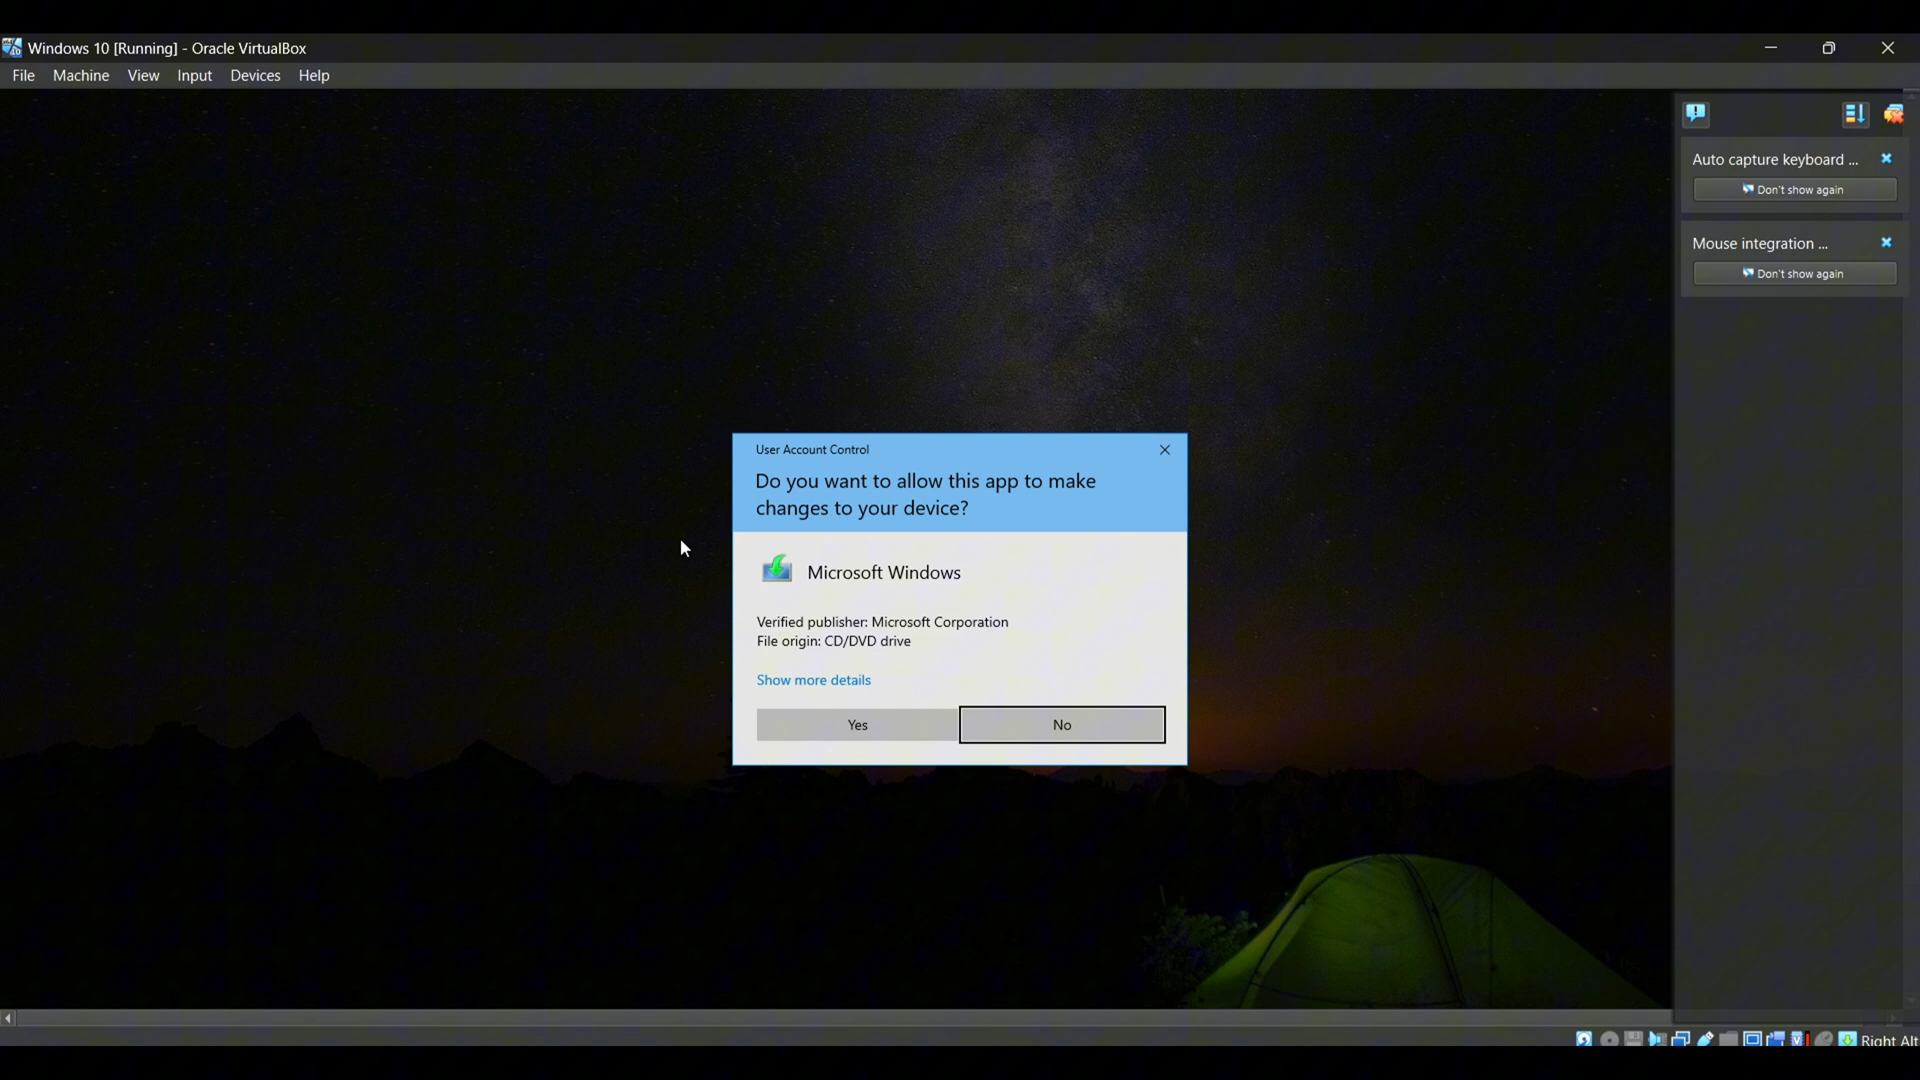 Windows 10 [Running] - Oracle VirtualBox
File Machine View Input Devices Help
Auto capture keyboard ...
Don't show again
Mouse integration ...
Don't show again
User Account Control
Do you want to allow this app to make
changes to your device?
Microsoft Windows
Verified publisher: Microsoft Corporation
File origin: CD/DVD drive
Show more details
Yes No
Right Alt